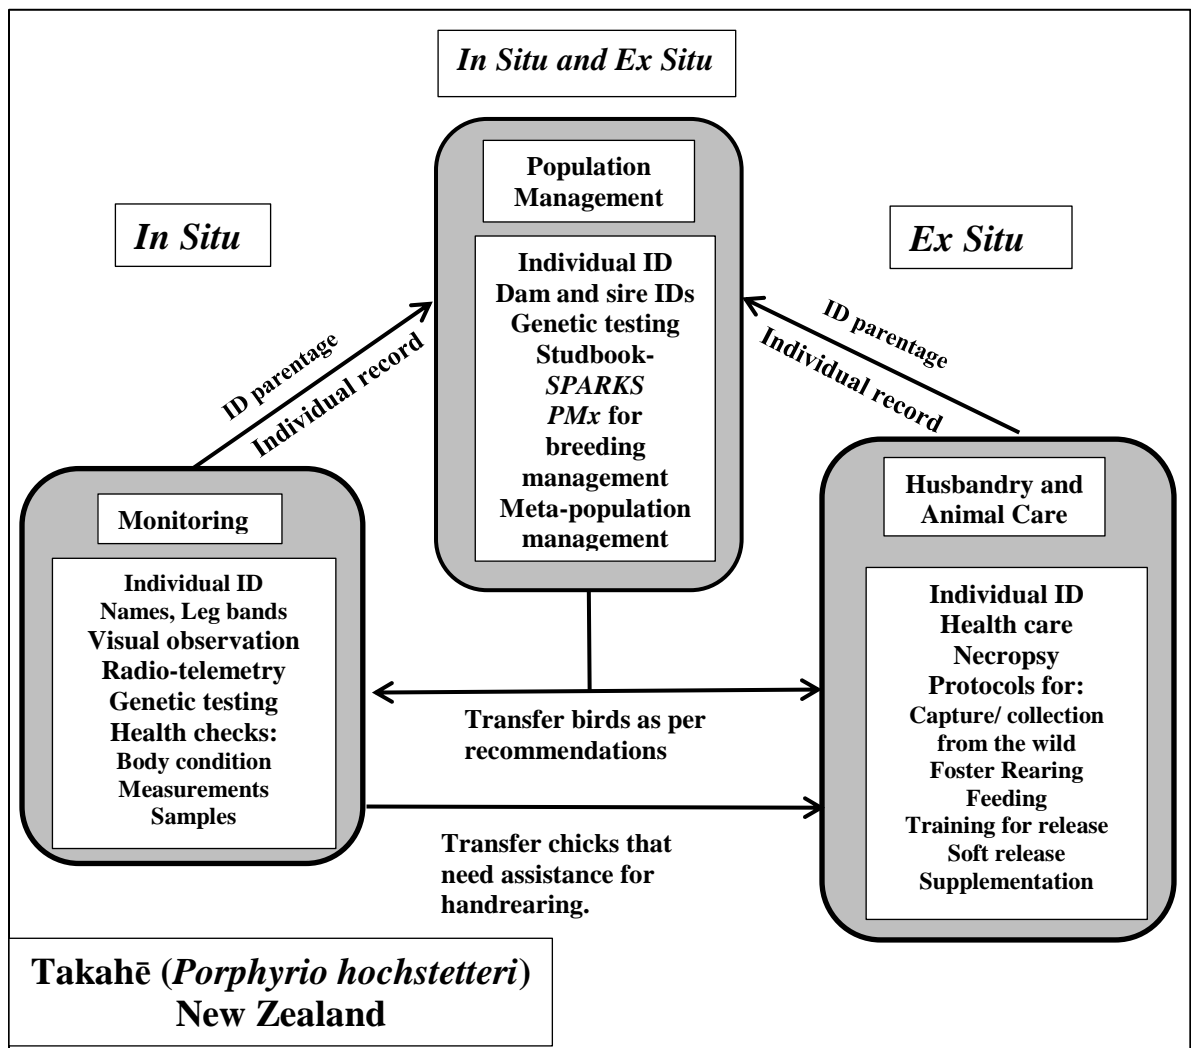 In Situ and Ex Situ
Population
Management
In Situ
Ex Situ
Individual ID
Dam and sire IDs
Genetic testing
Studbook-
SPARKS
PMx for
breeding
management
Meta-population
management
ID parentage
Individual record
ID parentage
Individual record
Monitoring
Individual ID
Names, Leg bands
Visual observation
Radio-telemetry
Genetic testing
Health checks:
Body condition
Measurements
Samples
Husbandry and
Animal Care
Individual ID
Health care
Necropsy
Protocols for:
Capture/ collection
from the wild
Foster Rearing
Feeding
Training for release
Soft release
Supplementation
Transfer birds as per
recommendations
Transfer chicks that
need assistance for
handrearing.
Takahē (Porphyrio hochstetteri)
New Zealand